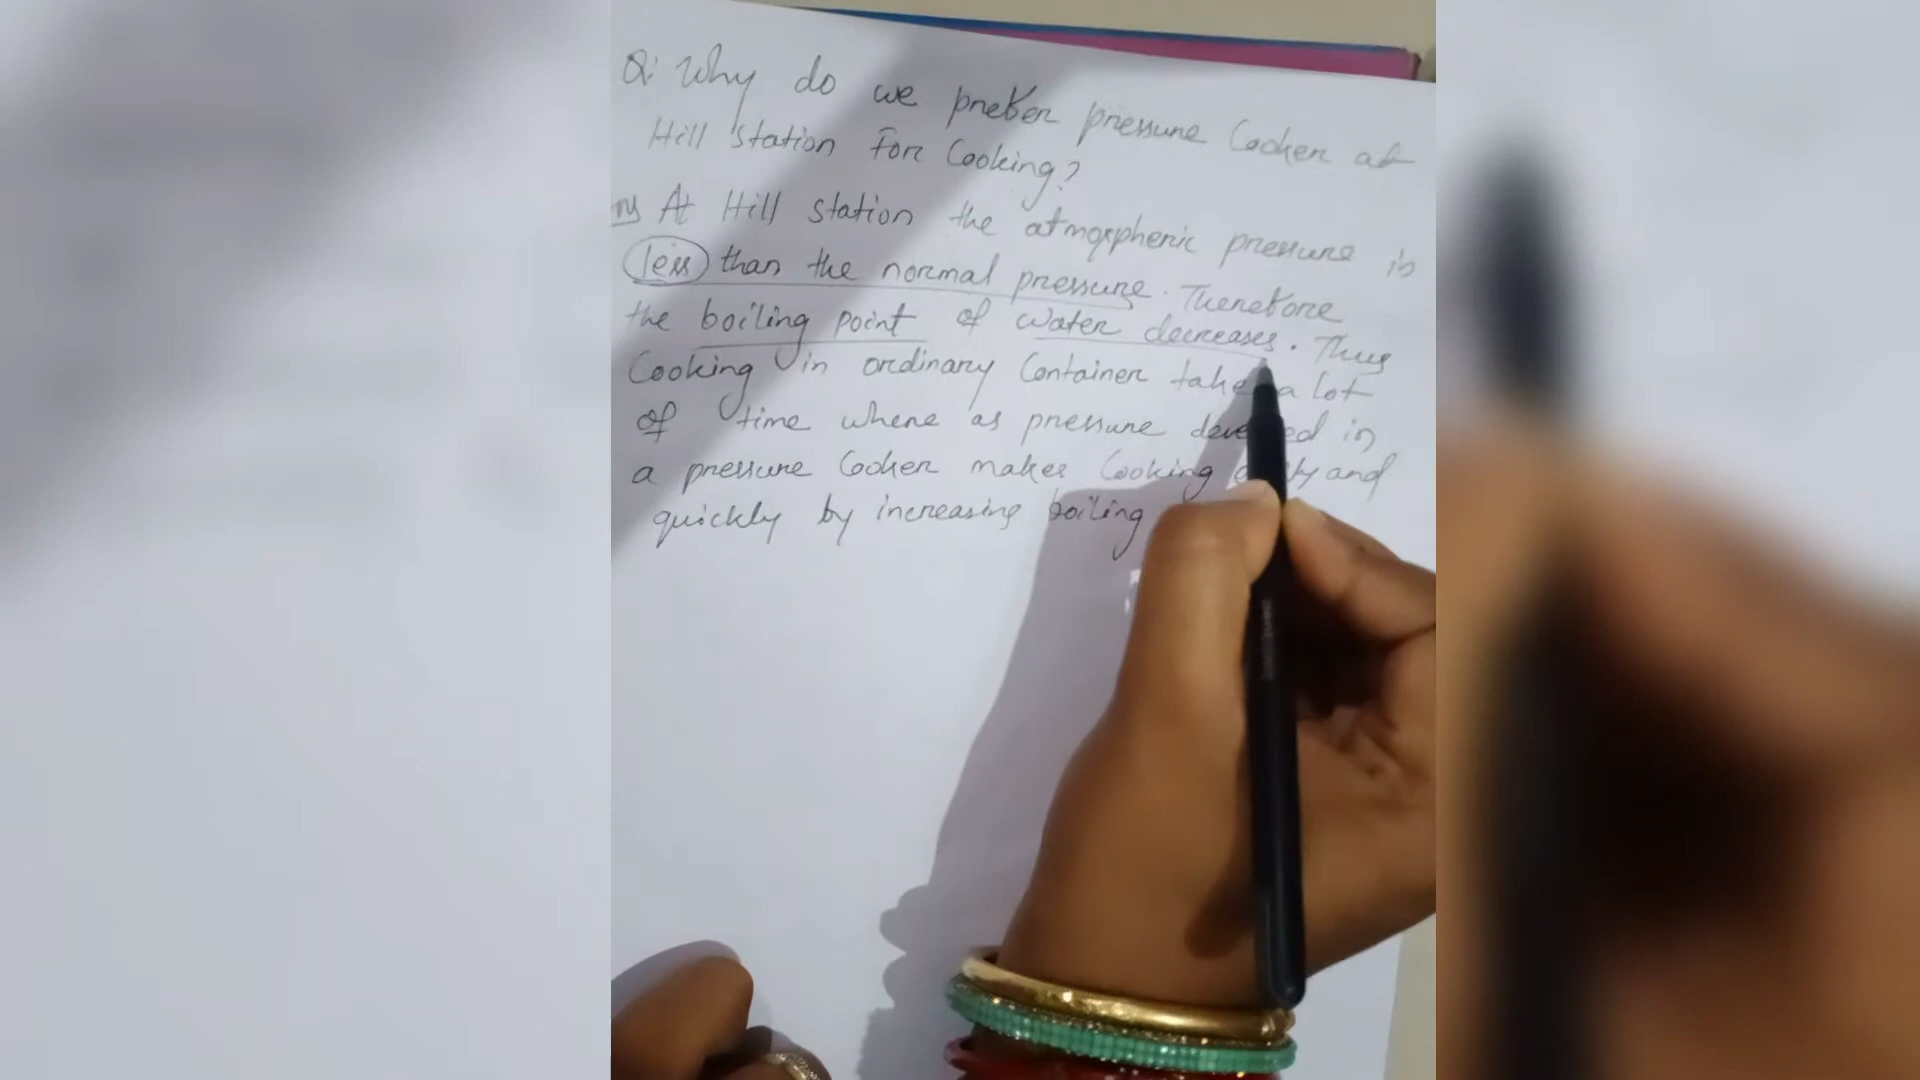 Q: Why do we prefer pressure Cooker at
Hill station For Cooking?
Ans At Hill station the atmospheric pressure is
less than the normal pressure. Therefore
the boiling point of water decreases. Thus
Cooking in ordinary Container take a lot
of time where as pressure in
a pressure Cooker makes Cooking and
quickly by increasing boiling